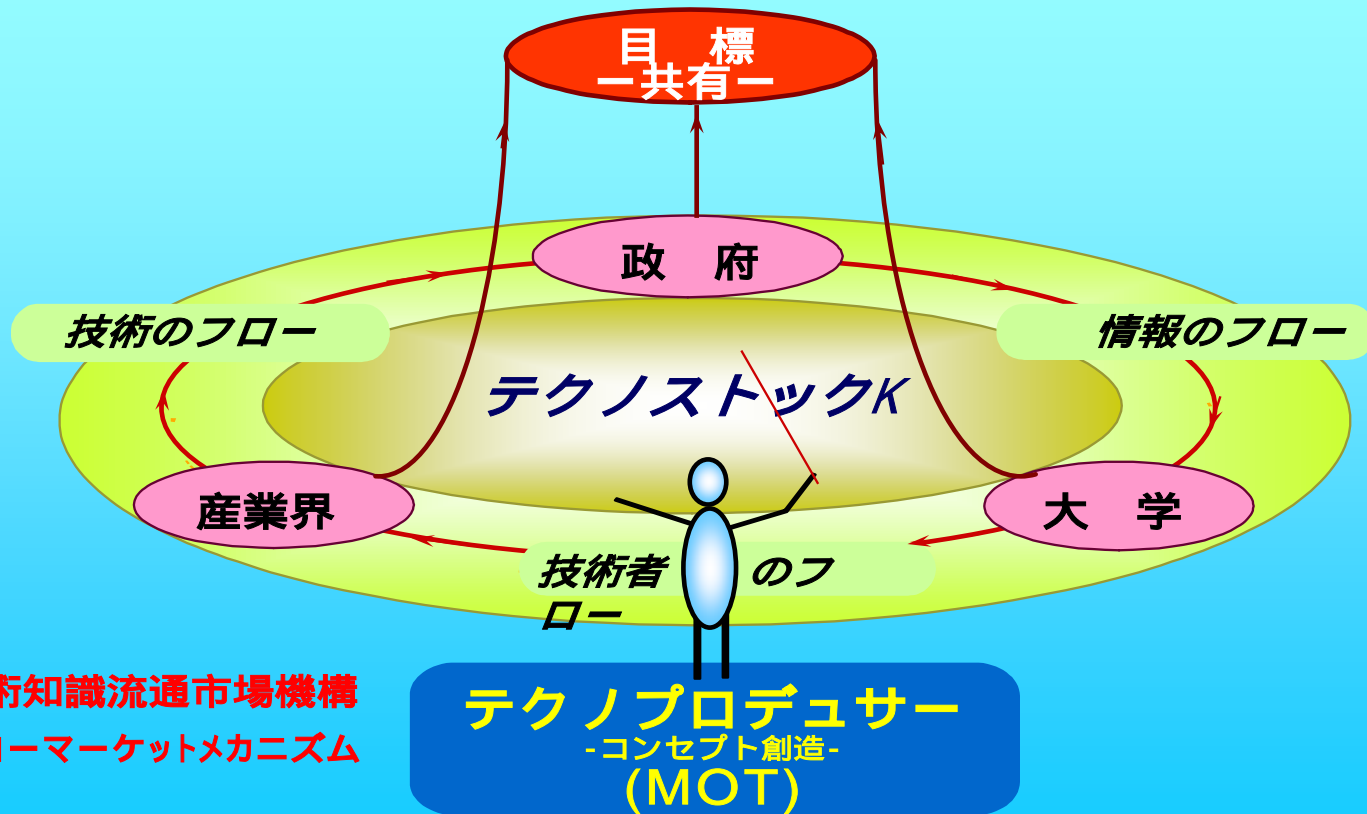 目　標
ー共有ー
政　府
技術のフロー
情報のフロー
テクノストックK
産業界
大　学
技術者　　のフ
ロー
術知識流通市場機構
ローマーケットメカニズム
テクノプロデュサー
-コンセプト創造-
(MOT)